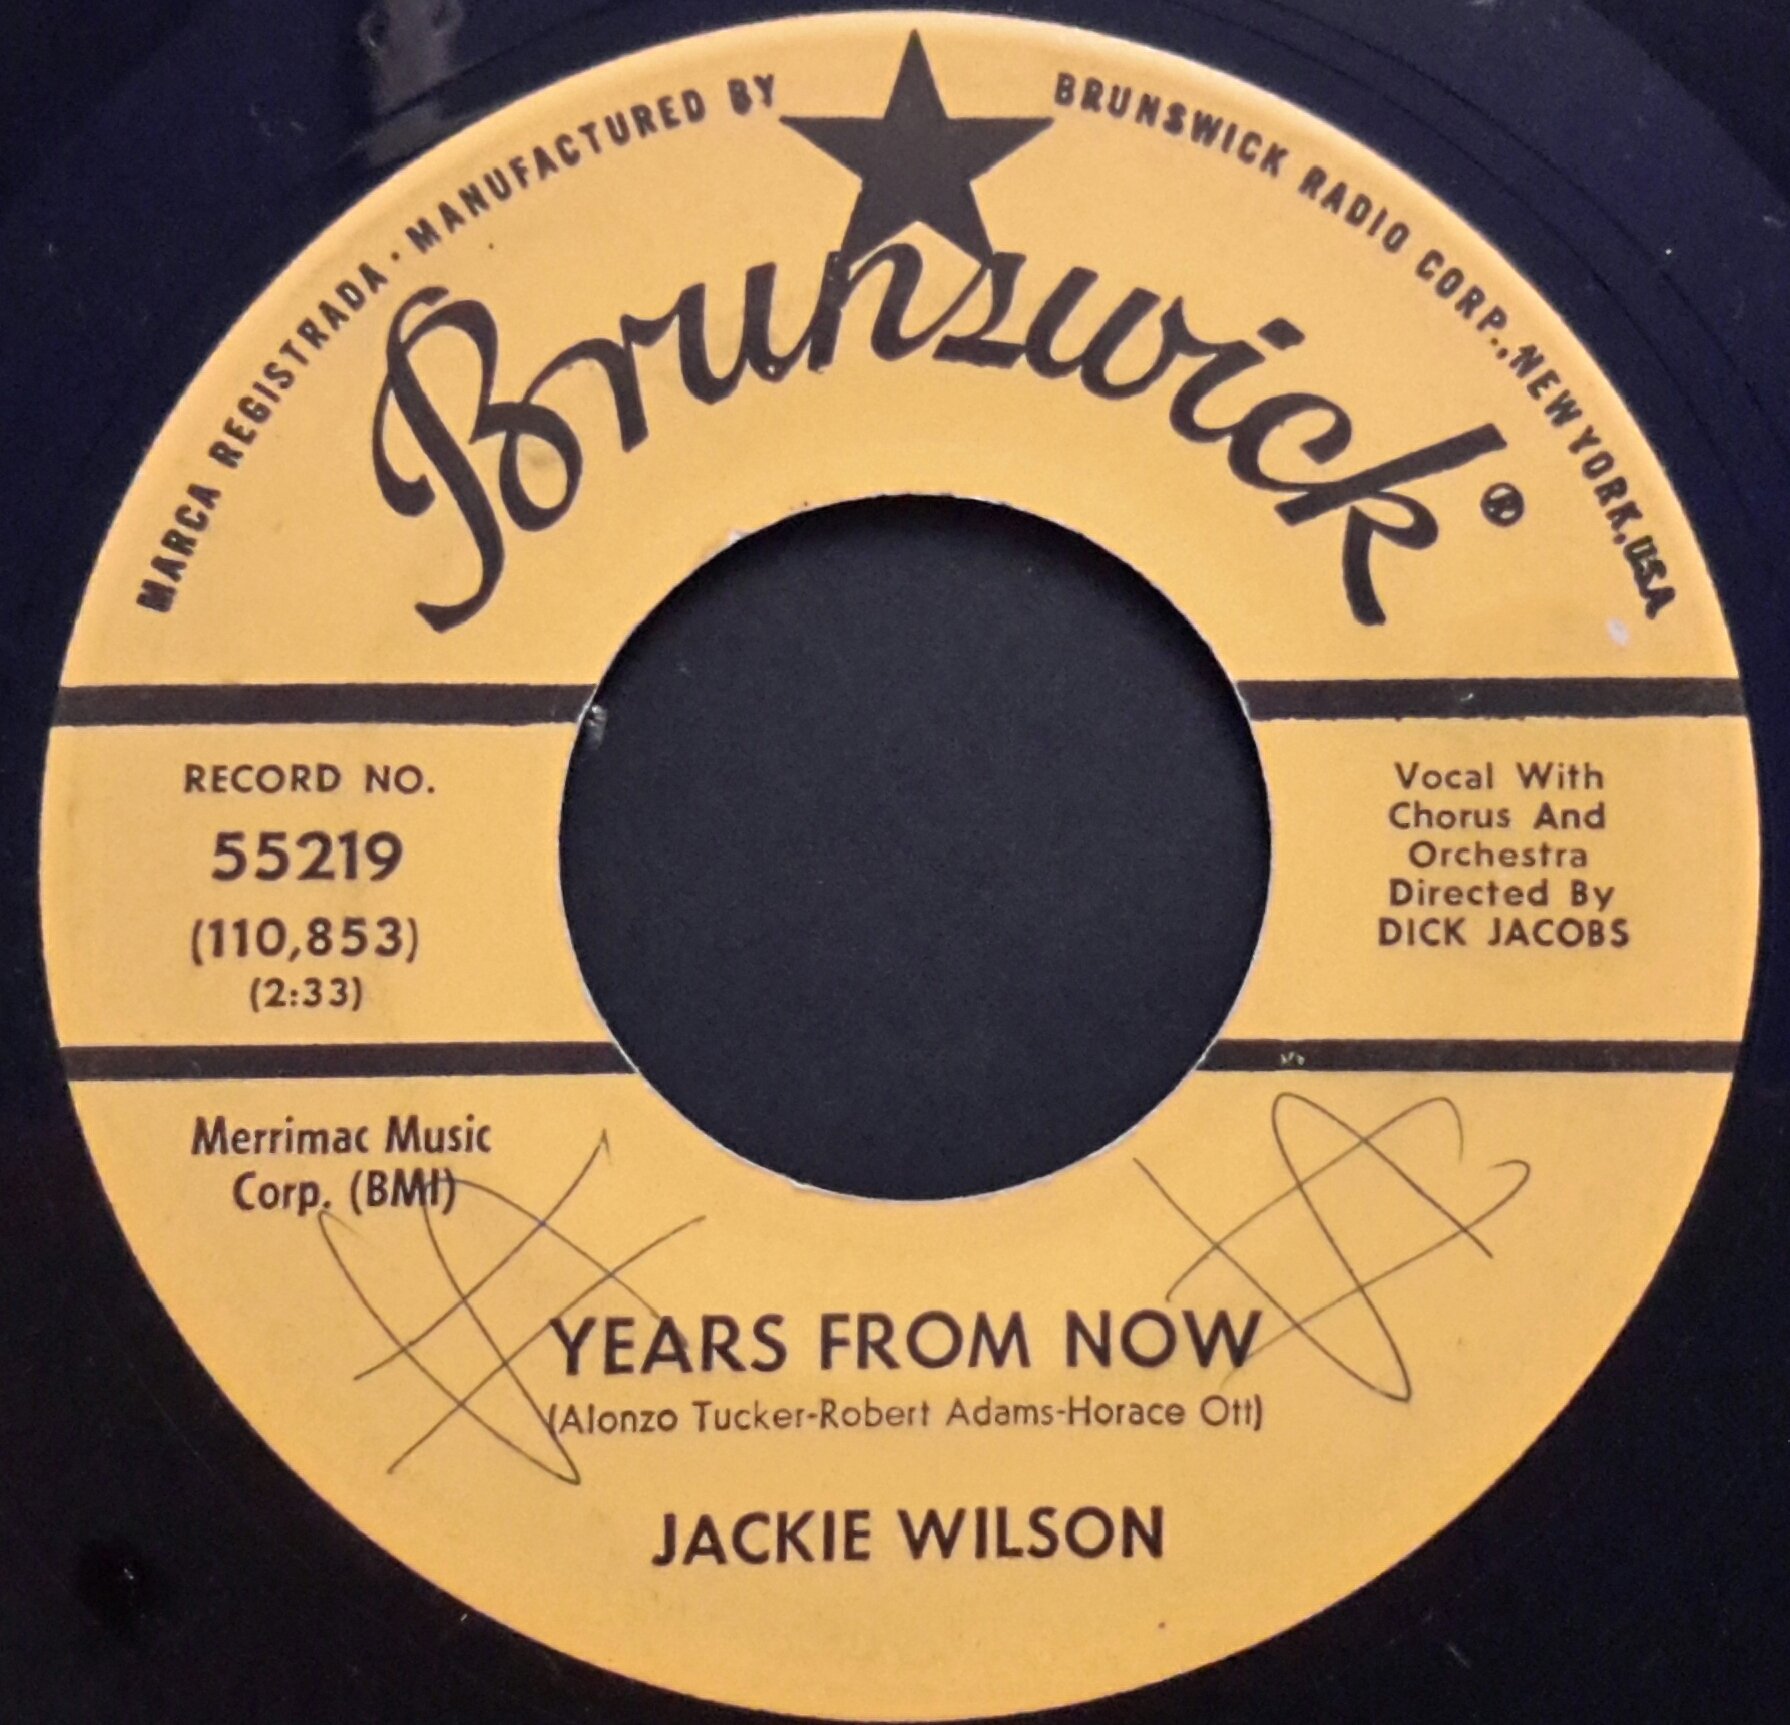 MARCA REGISTRADA · MANUFACTURED BY BRUNSWICK RADIO CORP., NEW YORK, USA
Brunswick®
RECORD NO.
55219
(110,853)
(2:33)
Vocal With
Chorus And
Orchestra
Directed By
DICK JACOBS
Merrimac Music
Corp. (BMI)
YEARS FROM NOW
(Alonzo Tucker-Robert Adams-Horace Ott)
JACKIE WILSON